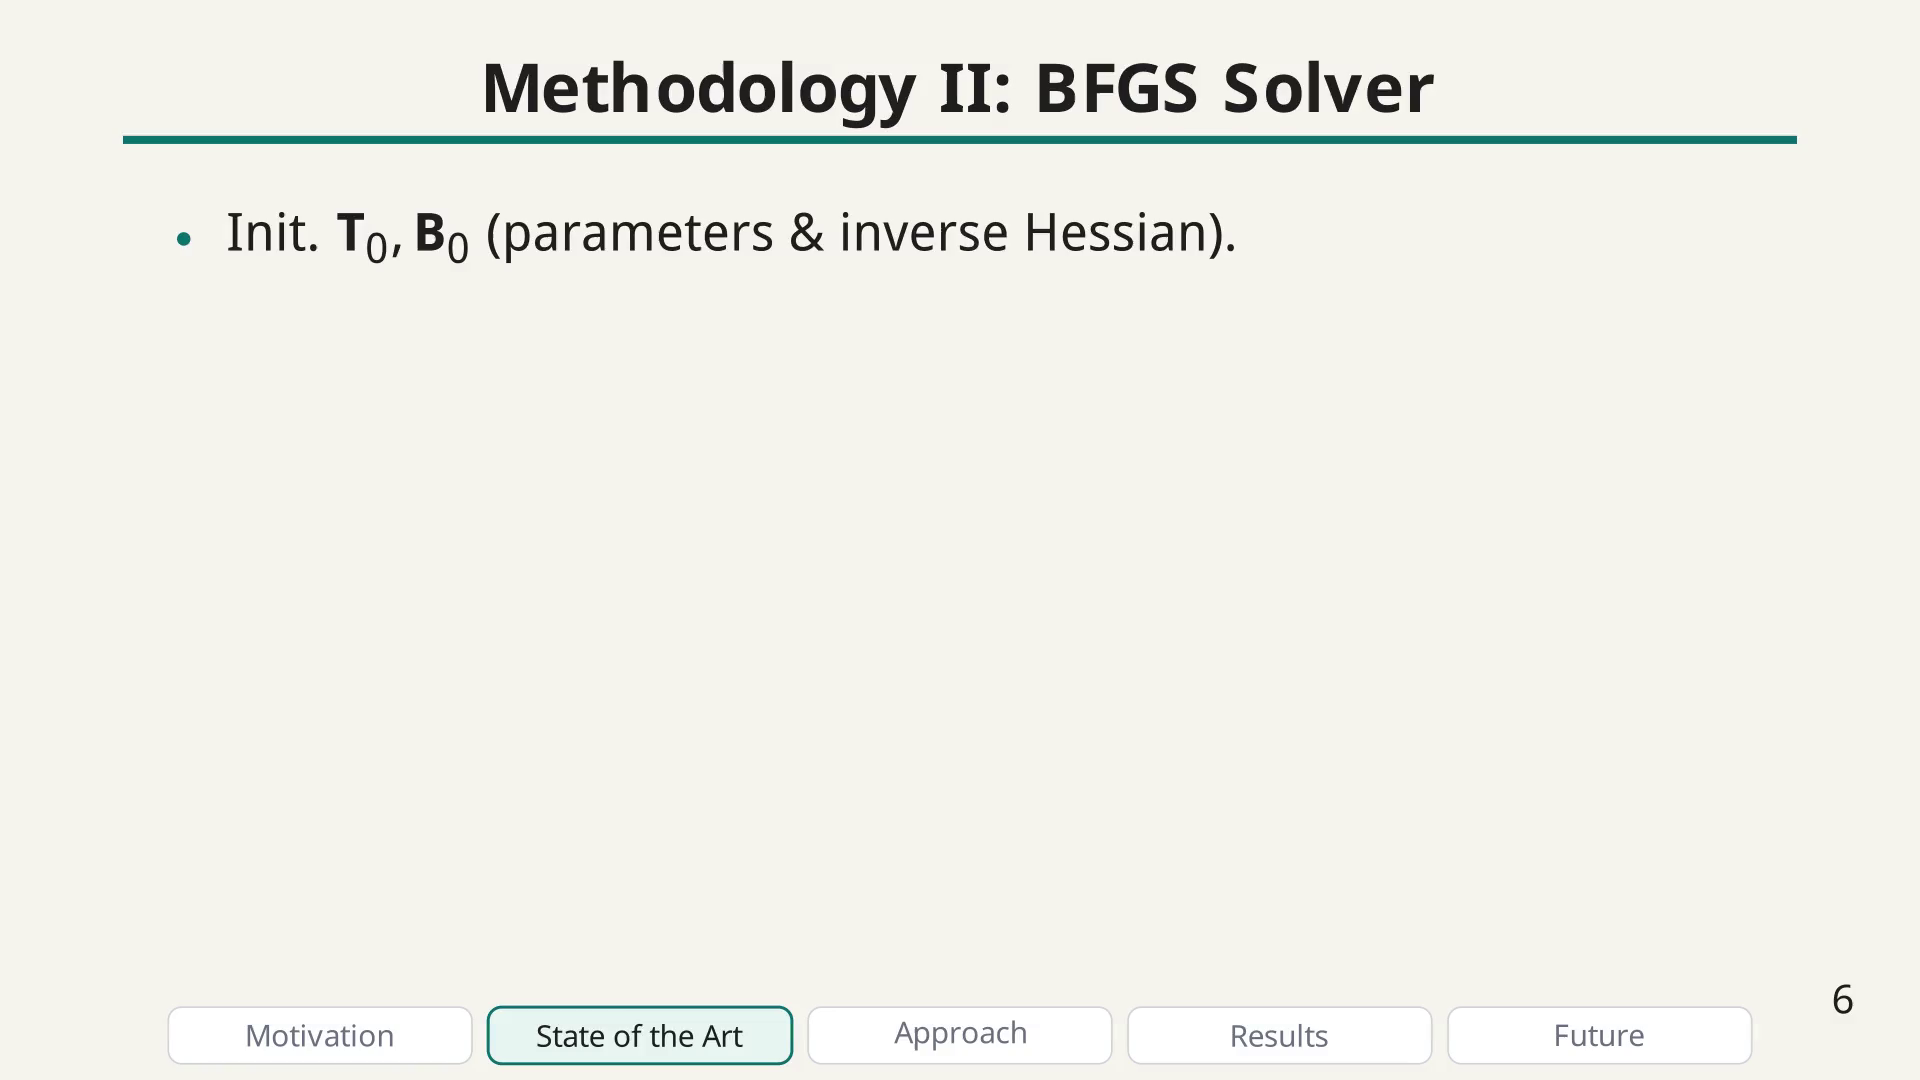 Methodology II: BFGS Solver
• Init. T₀, B₀ (parameters & inverse Hessian).
6
Motivation
State of the Art
Approach
Results
Future